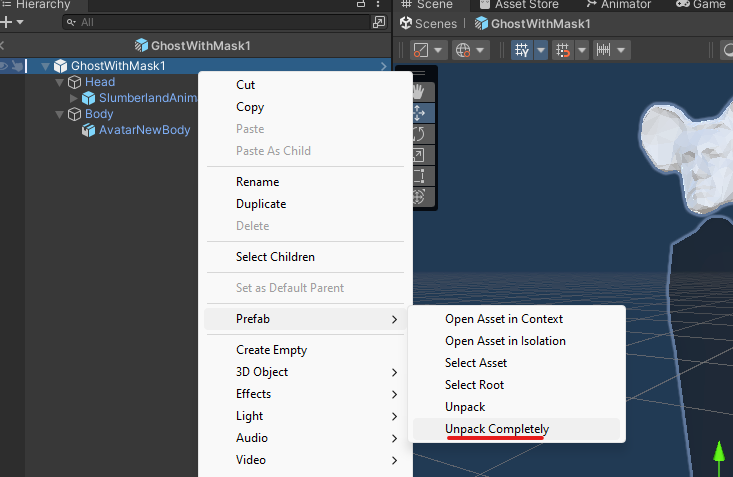 Hierarchy
All
GhostWithMask1
GhostWithMask1
Head
SlumberlandAnim
Body
AvatarNewBody
Cut
Copy
Paste
Paste As Child
Rename
Duplicate
Delete
Select Children
Set as Default Parent
Prefab
Create Empty
3D Object
Effects
Light
Audio
Video
Open Asset in Context
Open Asset in Isolation
Select Asset
Select Root
Unpack
Unpack Completely
Scene Asset Store Animator Game
Scenes | GhostWithMask1